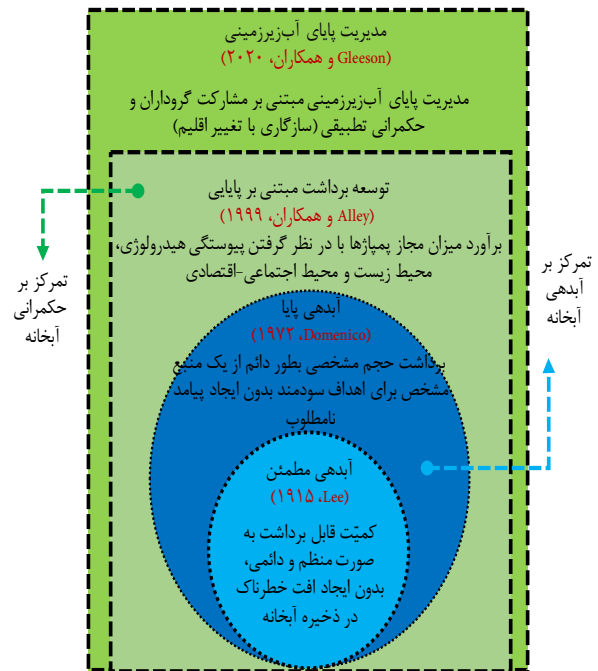 مدیریت پایای آب‌زیرزمینی
(Gleeson و همکاران، ۲۰۲۰)
مدیریت پایای آب‌زیرزمینی مبتنی بر مشارکت گروداران و
حکمرانی تطبیقی (سازگاری با تغییر اقلیم)
توسعه برداشت مبتنی بر پایایی
(Alley و همکاران، ۱۹۹۹)
برآورد میزان مجاز پمپاژها با در نظر گرفتن پیوستگی هیدرولوژی،
محیط زیست و محیط اجتماعی-اقتصادی
آبدهی پایا
(Domenico، ۱۹۷۲)
برداشت حجم مشخصی بطور دائم از یک منبع
مشخص برای اهداف سودمند بدون ایجاد پیامد
نامطلوب
آبدهی مطمئن
(Lee، ۱۹۱۵)
کمیّت قابل برداشت به
صورت منظم و دائمی،
بدون ایجاد افت خطرناک
در ذخیره آبخانه
تمرکز بر
آبدهی
آبخانه
تمرکز بر
حکمرانی
آبخانه